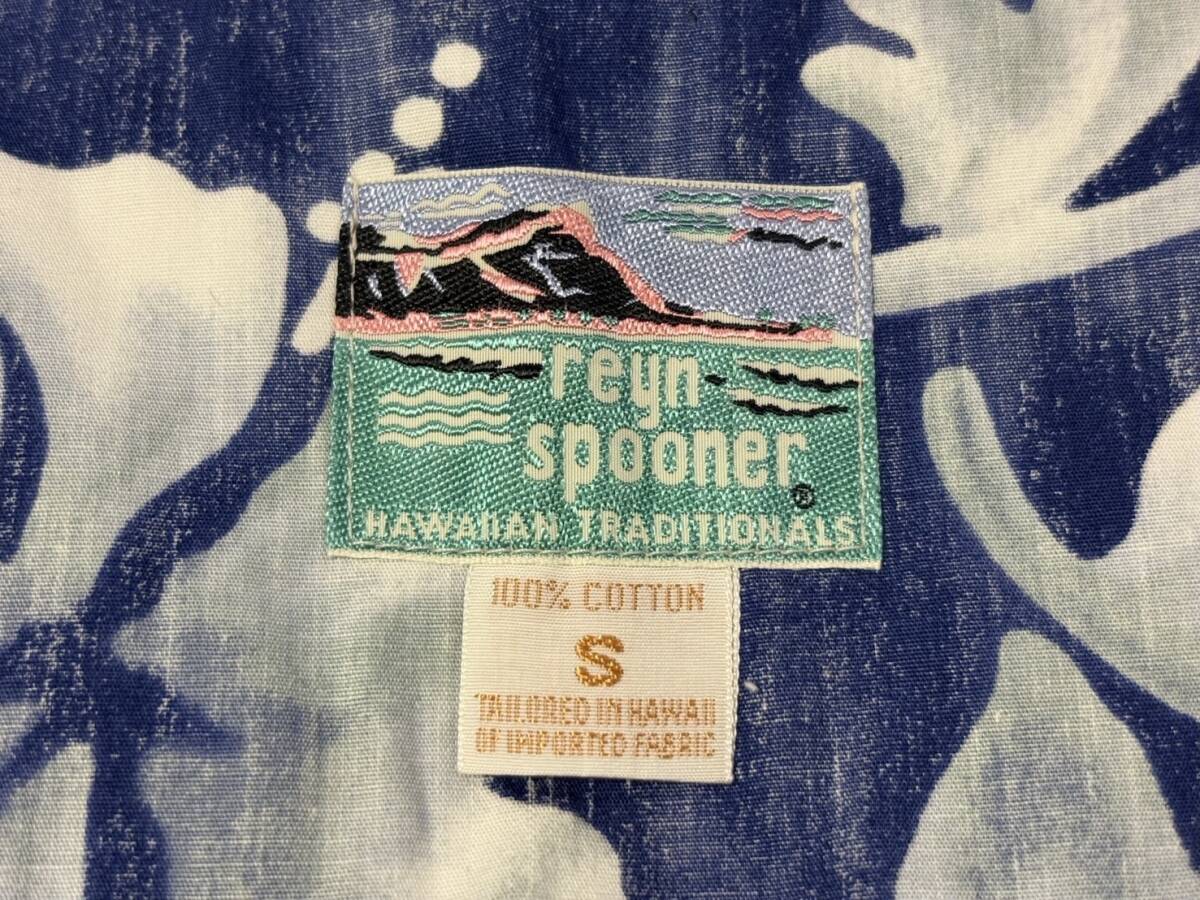 reyn
spooner®
HAWAIIAN TRADITIONALS
100% COTTON
S
TAILORED IN HAWAII
OF IMPORTED FABRIC